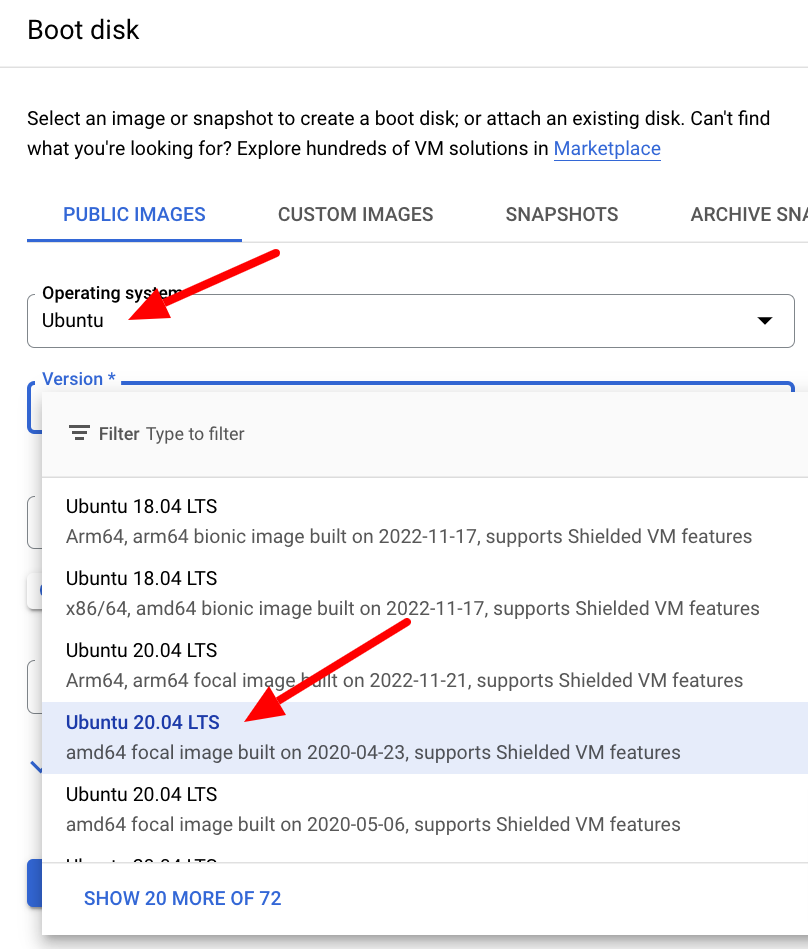 Boot disk
Select an image or snapshot to create a boot disk; or attach an existing disk. Can't find
what you're looking for? Explore hundreds of VM solutions in Marketplace
PUBLIC IMAGES CUSTOM IMAGES SNAPSHOTS ARCHIVE SNA
Operating system
Ubuntu
Version *
Filter Type to filter
Ubuntu 18.04 LTS
Arm64, arm64 bionic image built on 2022-11-17, supports Shielded VM features
Ubuntu 18.04 LTS
x86/64, amd64 bionic image built on 2022-11-17, supports Shielded VM features
Ubuntu 20.04 LTS
Arm64, arm64 focal image built on 2022-11-21, supports Shielded VM features
Ubuntu 20.04 LTS
amd64 focal image built on 2020-04-23, supports Shielded VM features
Ubuntu 20.04 LTS
amd64 focal image built on 2020-05-06, supports Shielded VM features
Ubuntu 20.04 LTS
SHOW 20 MORE OF 72